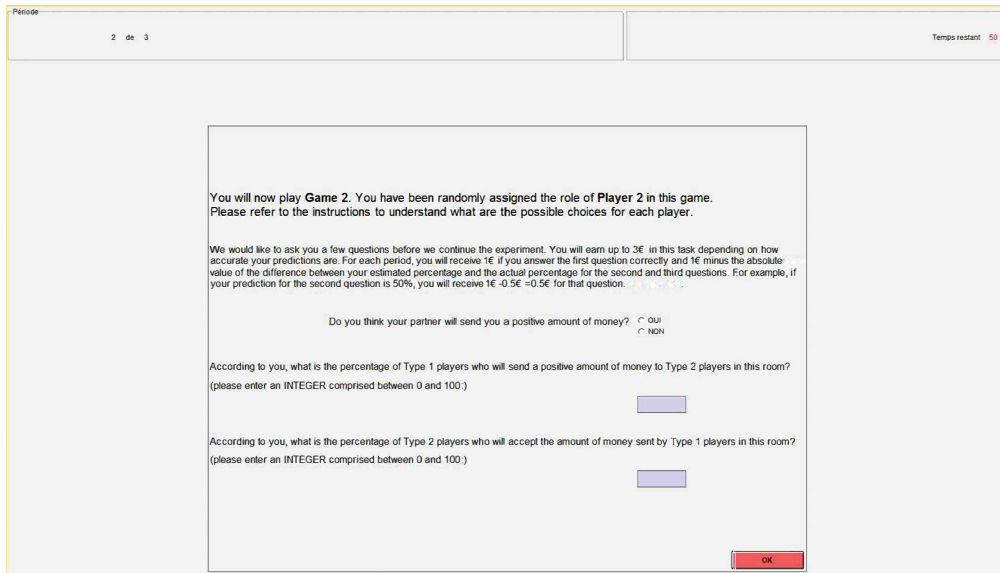 Période
2 de 3
Temps restant 50
You will now play Game 2. You have been randomly assigned the role of Player 2 in this game.
Please refer to the instructions to understand what are the possible choices for each player.
We would like to ask you a few questions before we continue the experiment. You will earn up to 3€ in this task depending on how
accurate your predictions are. For each period, you will receive 1€ if you answer the first question correctly and 1€ minus the absolute
value of the difference between your estimated percentage and the actual percentage for the second and third questions. For example, if
your prediction for the second question is 50%, you will receive 1€ -0.5€ =0.5€ for that question.
Do you think your partner will send you a positive amount of money?
OUI
NON
According to you, what is the percentage of Type 1 players who will send a positive amount of money to Type 2 players in this room?
(please enter an INTEGER comprised between 0 and 100:)
According to you, what is the percentage of Type 2 players who will accept the amount of money sent by Type 1 players in this room?
(please enter an INTEGER comprised between 0 and 100:)
OK